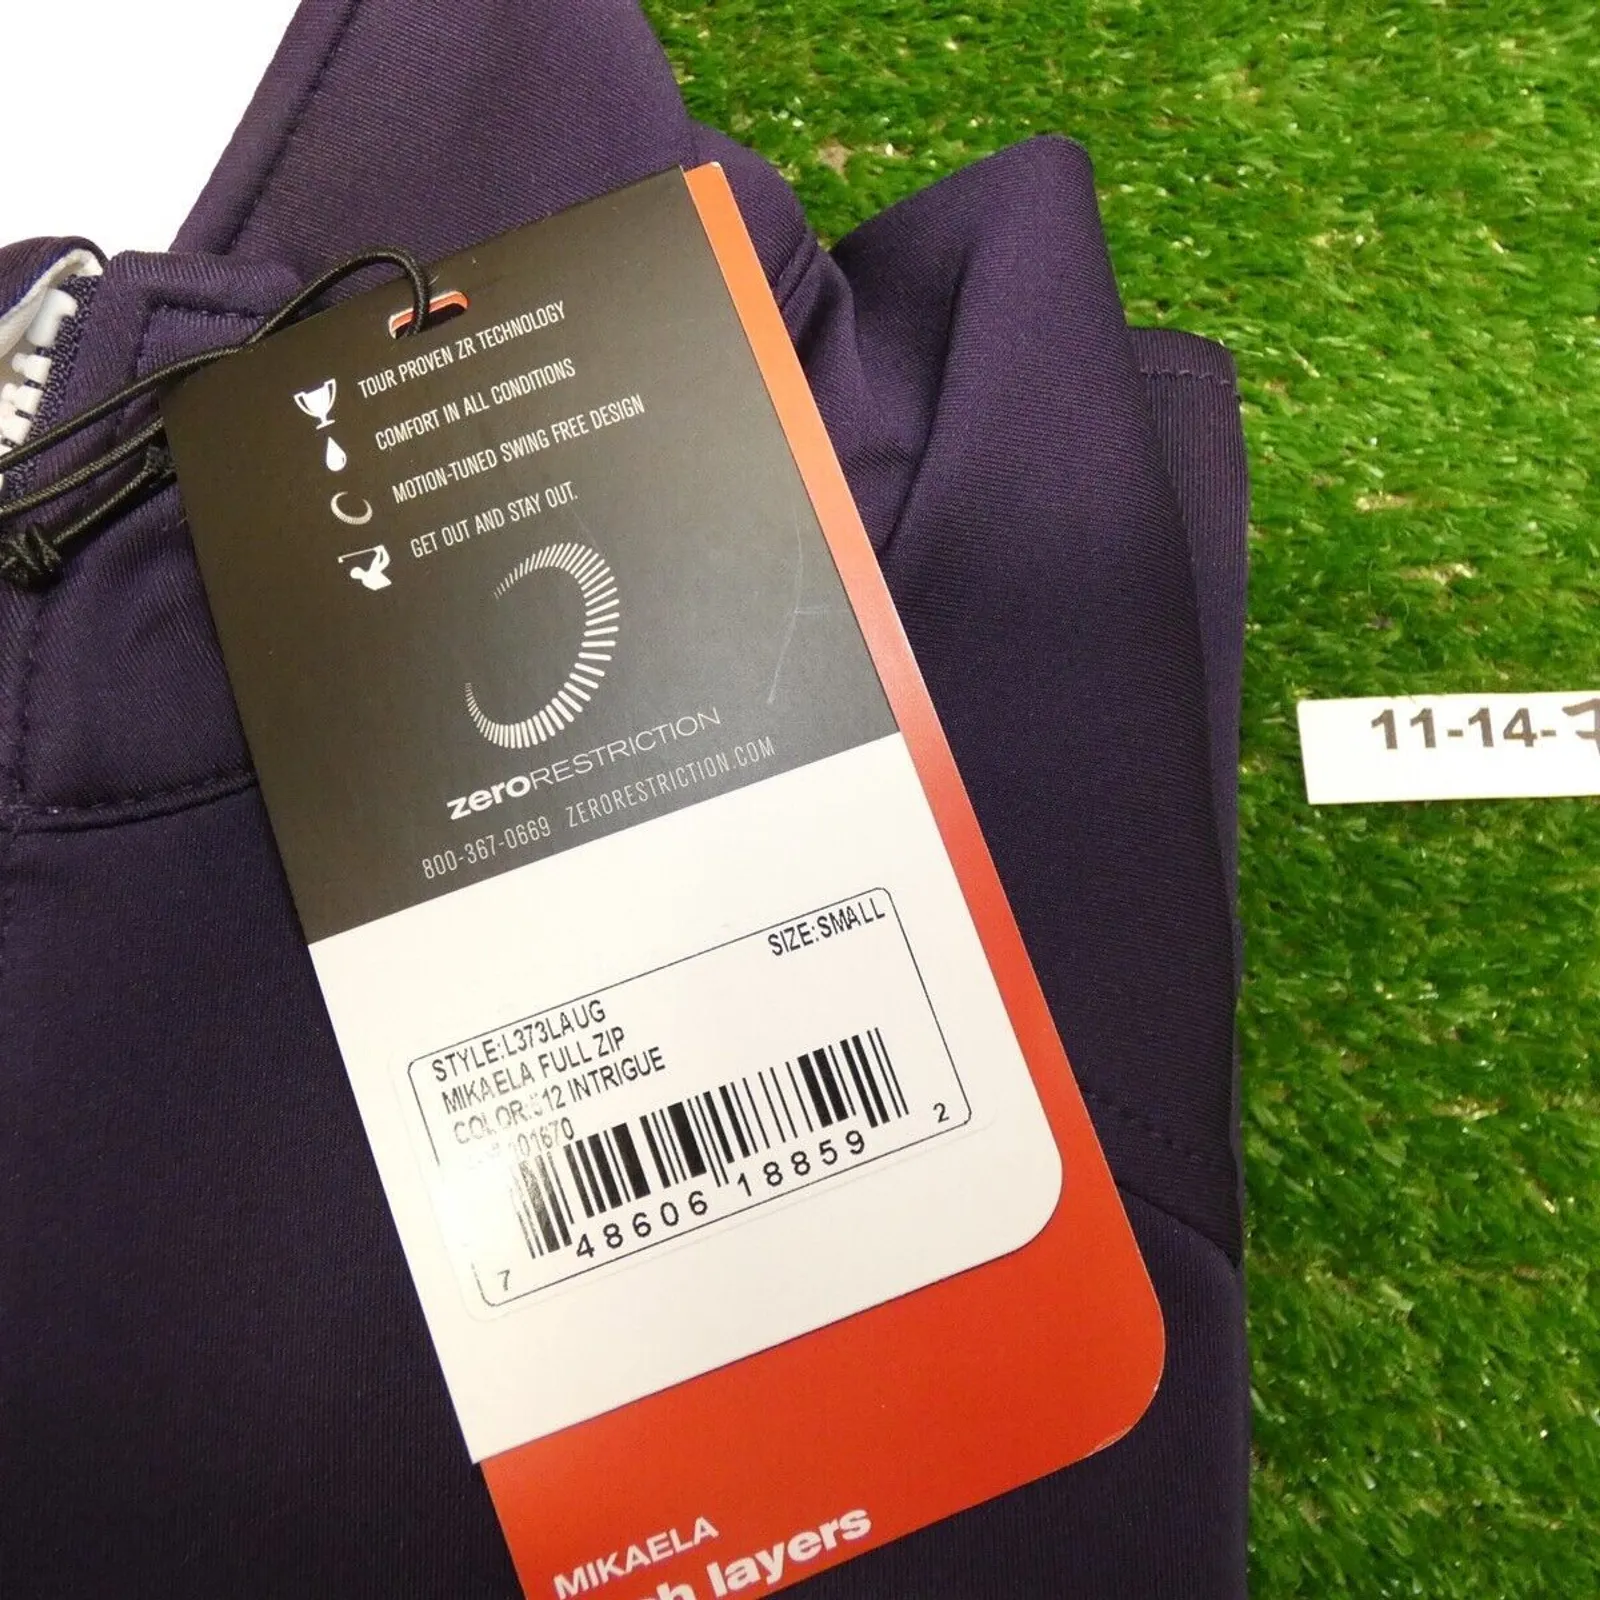 TOUR PROVEN ZR TECHNOLOGY
COMFORT IN ALL CONDITIONS
MOTION-TUNED SWING FREE DESIGN
GET OUT AND STAY OUT.
zeroRESTRICTION
800-367-0669 ZERORESTRICTION.COM
SIZE:SMALL
STYLE:L373LAUG
MIKAELA FULL ZIP
COLOR:512 INTRIGUE
7 48606 18859 2
MIKAELA
layers
11-14-7